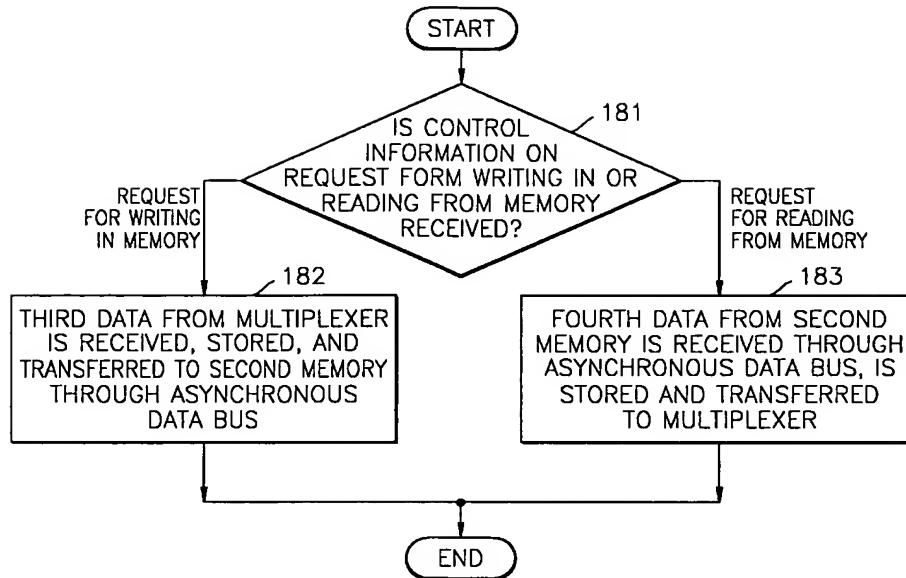 START
181
IS CONTROL
INFORMATION ON
REQUEST FORM WRITING IN OR
READING FROM MEMORY
RECEIVED?
REQUEST
FOR WRITING
IN MEMORY
REQUEST
FOR READING
FROM MEMORY
182
THIRD DATA FROM MULTIPLEXER
IS RECEIVED, STORED, AND
TRANSFERRED TO SECOND MEMORY
THROUGH ASYNCHRONOUS
DATA BUS
183
FOURTH DATA FROM SECOND
MEMORY IS RECEIVED THROUGH
ASYNCHRONOUS DATA BUS, IS
STORED AND TRANSFERRED
TO MULTIPLEXER
END